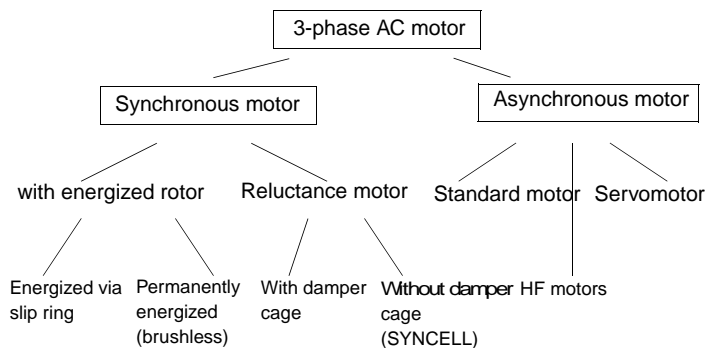 3-phase AC motor
Synchronous motor
Asynchronous motor
with energized rotor
Reluctance motor
Standard motor
Servomotor
Energized via
slip ring
Permanently
energized
(brushless)
With damper
cage
Without damper
cage
(SYNCELL)
HF motors